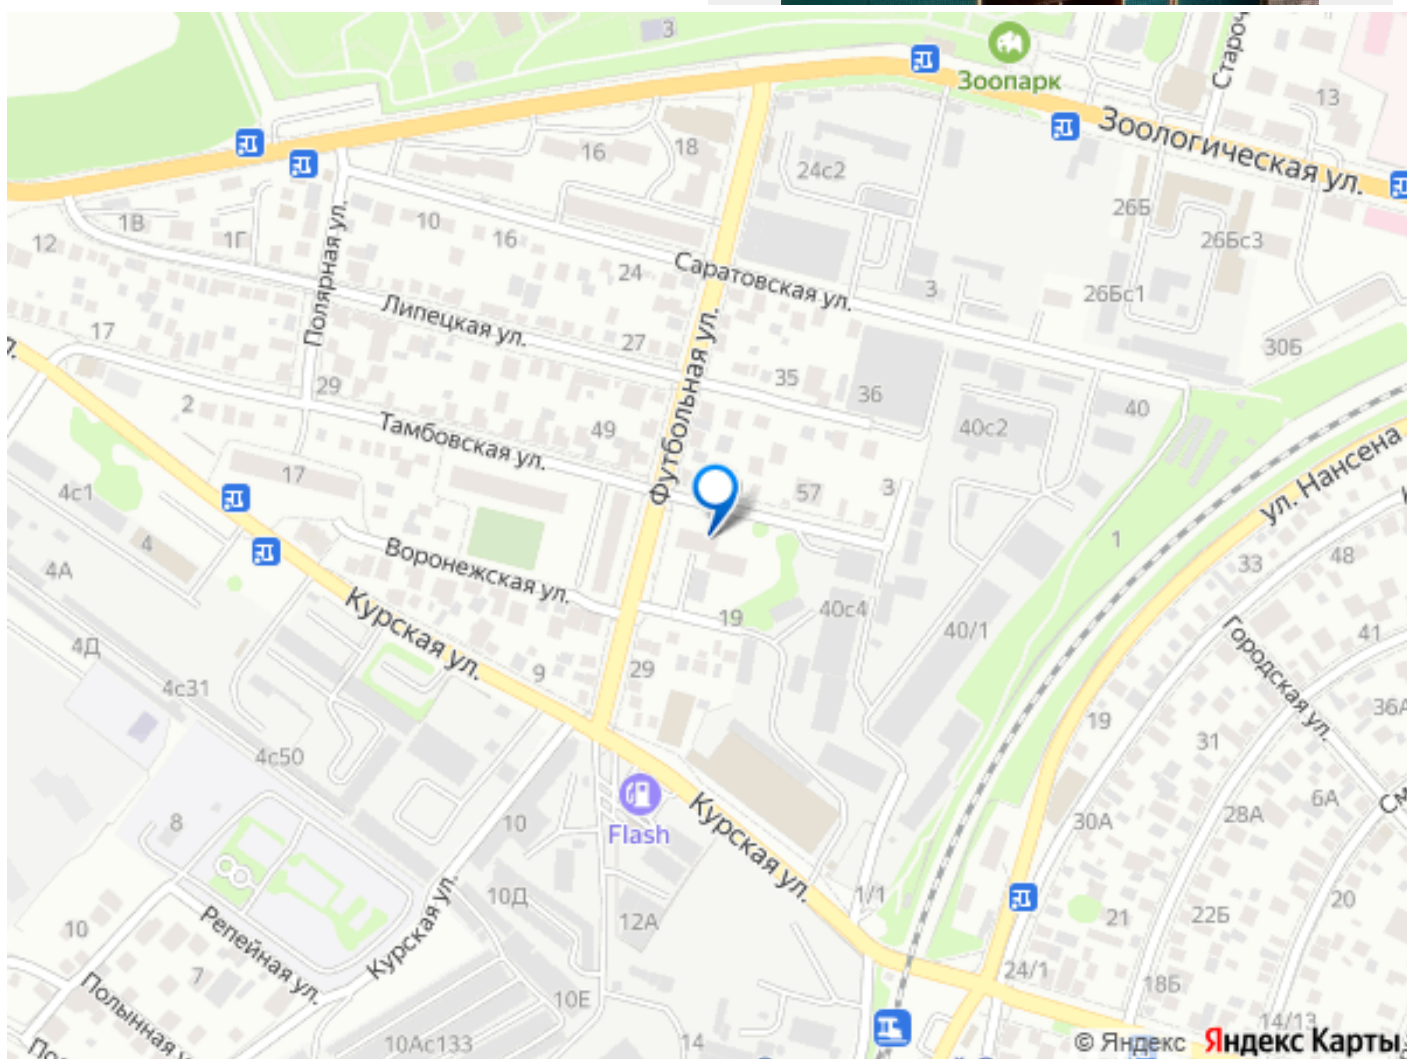 3
Зоопарк
Староч
13
Зоологическая ул.
16
18
24с2
1В
1Г
12
10
16
24
Полярная ул.
Саратовская ул.
3
26Б
26Бс3
26Бс1
30Б
Липецкая ул.
17
27
35
36
Футбольная ул.
29
2
Тамбовская ул.
49
40с2
40
17
57
3
4с1
4
4А
Воронежская ул.
1
ул. Нансена
33
48
19
40с4
40/1
Курская ул.
4Д
4с31
9
29
41
Городская ул.
36А
19
31
4с50
Flash
Курская ул.
8
10
30А
28А
6А
См
10Д
12А
1/1
Курская ул.
10
Репейная ул.
7
21
22Б
20
24/1
18Б
10Е
Полынная ул.
10Ас133
14
14/13
© Яндекс Яндекс Карты